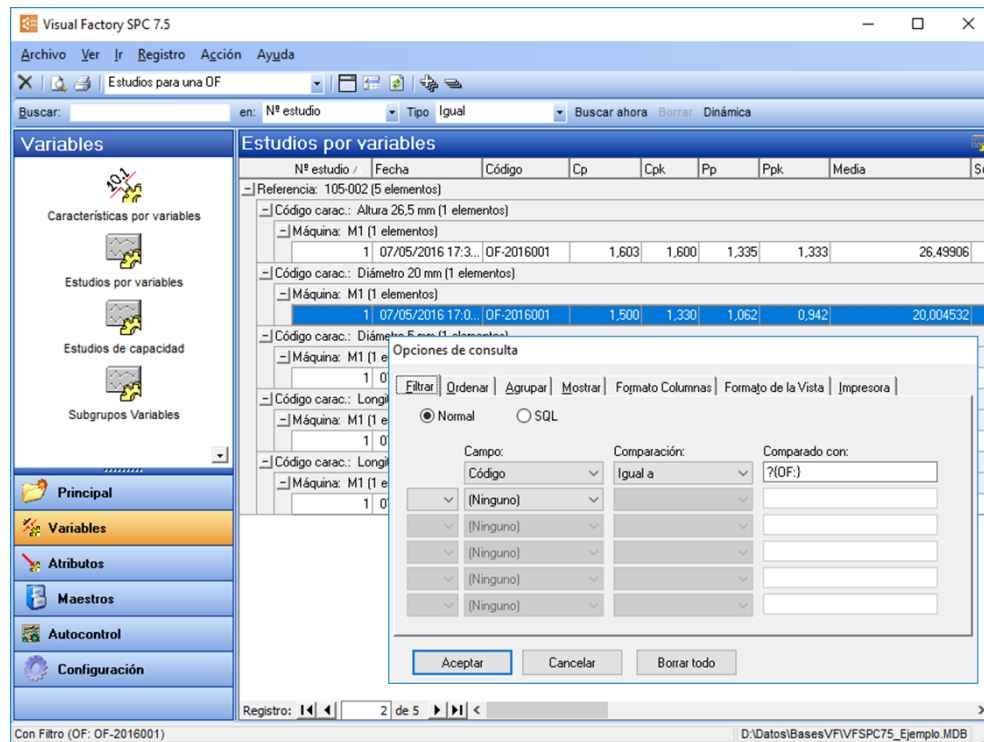 Visual Factory SPC 7.5
Archivo Ver Ir Registro Acción Ayuda
Estudios para una OF
Buscar: en: Nº estudio Tipo Igual Buscar ahora Borrar Dinámica
Variables
Características por variables
Estudios por variables
Estudios de capacidad
Subgrupos Variables
Principal
Variables
Atributos
Maestros
Autocontrol
Configuración
Estudios por variables
Nº estudio Fecha Código Cp Cpk Pp Ppk Media
Referencia: 105-002 (5 elementos)
Código carac.: Altura 26,5 mm (1 elementos)
Máquina: M1 (1 elementos)
1 07/05/2016 17:3... OF-2016001 1,603 1,600 1,335 1,333 26,49906
Código carac.: Diámetro 20 mm (1 elementos)
Máquina: M1 (1 elementos)
1 07/05/2016 17:0... OF-2016001 1,500 1,330 1,062 0,942 20,004532
Código carac.: Diámetro 5 mm (1 elementos)
Máquina: M1 (1 e
1 0
Código carac.: Longi
Máquina: M1 (1 e
1 0
Código carac.: Longi
Máquina: M1 (1 e
1 0
Opciones de consulta
Filtrar Ordenar Agrupar Mostrar Formato Columnas Formato de la Vista Impresora
Normal SQL
Campo: Comparación: Comparado con:
Código Igual a ?{OF:}
(Ninguno)
(Ninguno)
(Ninguno)
(Ninguno)
(Ninguno)
Aceptar Cancelar Borrar todo
Registro: 2 de 5
Con Filtro (OF: OF-2016001) D:\Datos\BasesVF\VFSPC75_Ejemplo.MDB